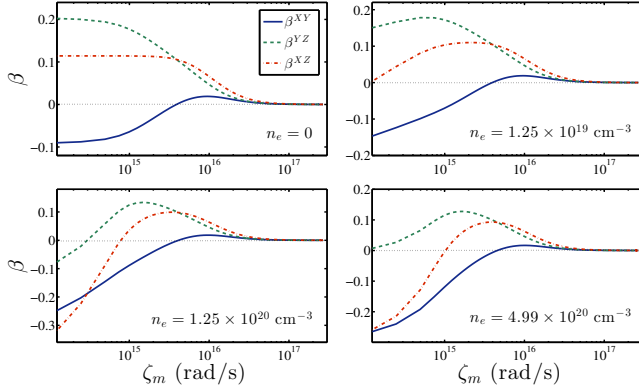 0.2
0.1
0
−0.1
β
β^{XY}
β^{YZ}
β^{XZ}
n_e = 0
10^{15} 10^{16} 10^{17}
0.2
0.1
0
−0.1
−0.2
β
n_e = 1.25 × 10^{19} cm^{−3}
10^{15} 10^{16} 10^{17}
0.1
0
−0.1
−0.2
−0.3
β
n_e = 1.25 × 10^{20} cm^{−3}
10^{15} 10^{16} 10^{17}
ζ_m (rad/s)
0.1
0
−0.1
−0.2
β
n_e = 4.99 × 10^{20} cm^{−3}
10^{15} 10^{16} 10^{17}
ζ_m (rad/s)